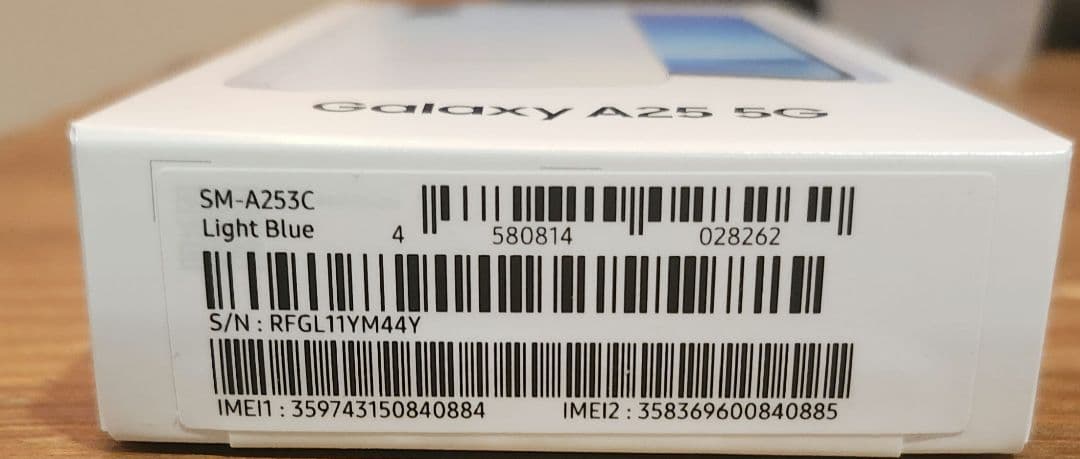 Galaxy A25 5G
SM-A253C
Light Blue
4 580814 028262
S/N : RFGL11YM44Y
IMEI1 : 359743150840884 IMEI2 : 358369600840885